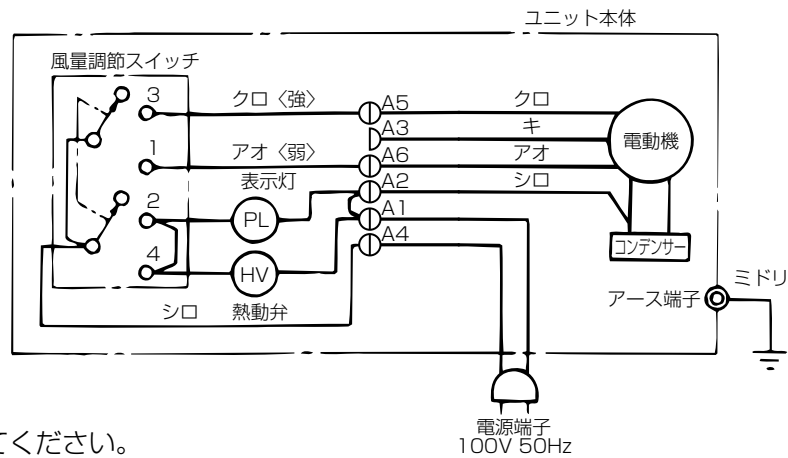 ユニット本体
風量調節スイッチ
3 クロ〈強〉 A5 クロ
A3 キ
電動機
1 アオ〈弱〉 A6 アオ
表示灯 A2 シロ
2 PL A1
A4
コンデンサー
4 HV
シロ 熱動弁
アース端子 ミドリ
電源端子
100V 50Hz
てください。